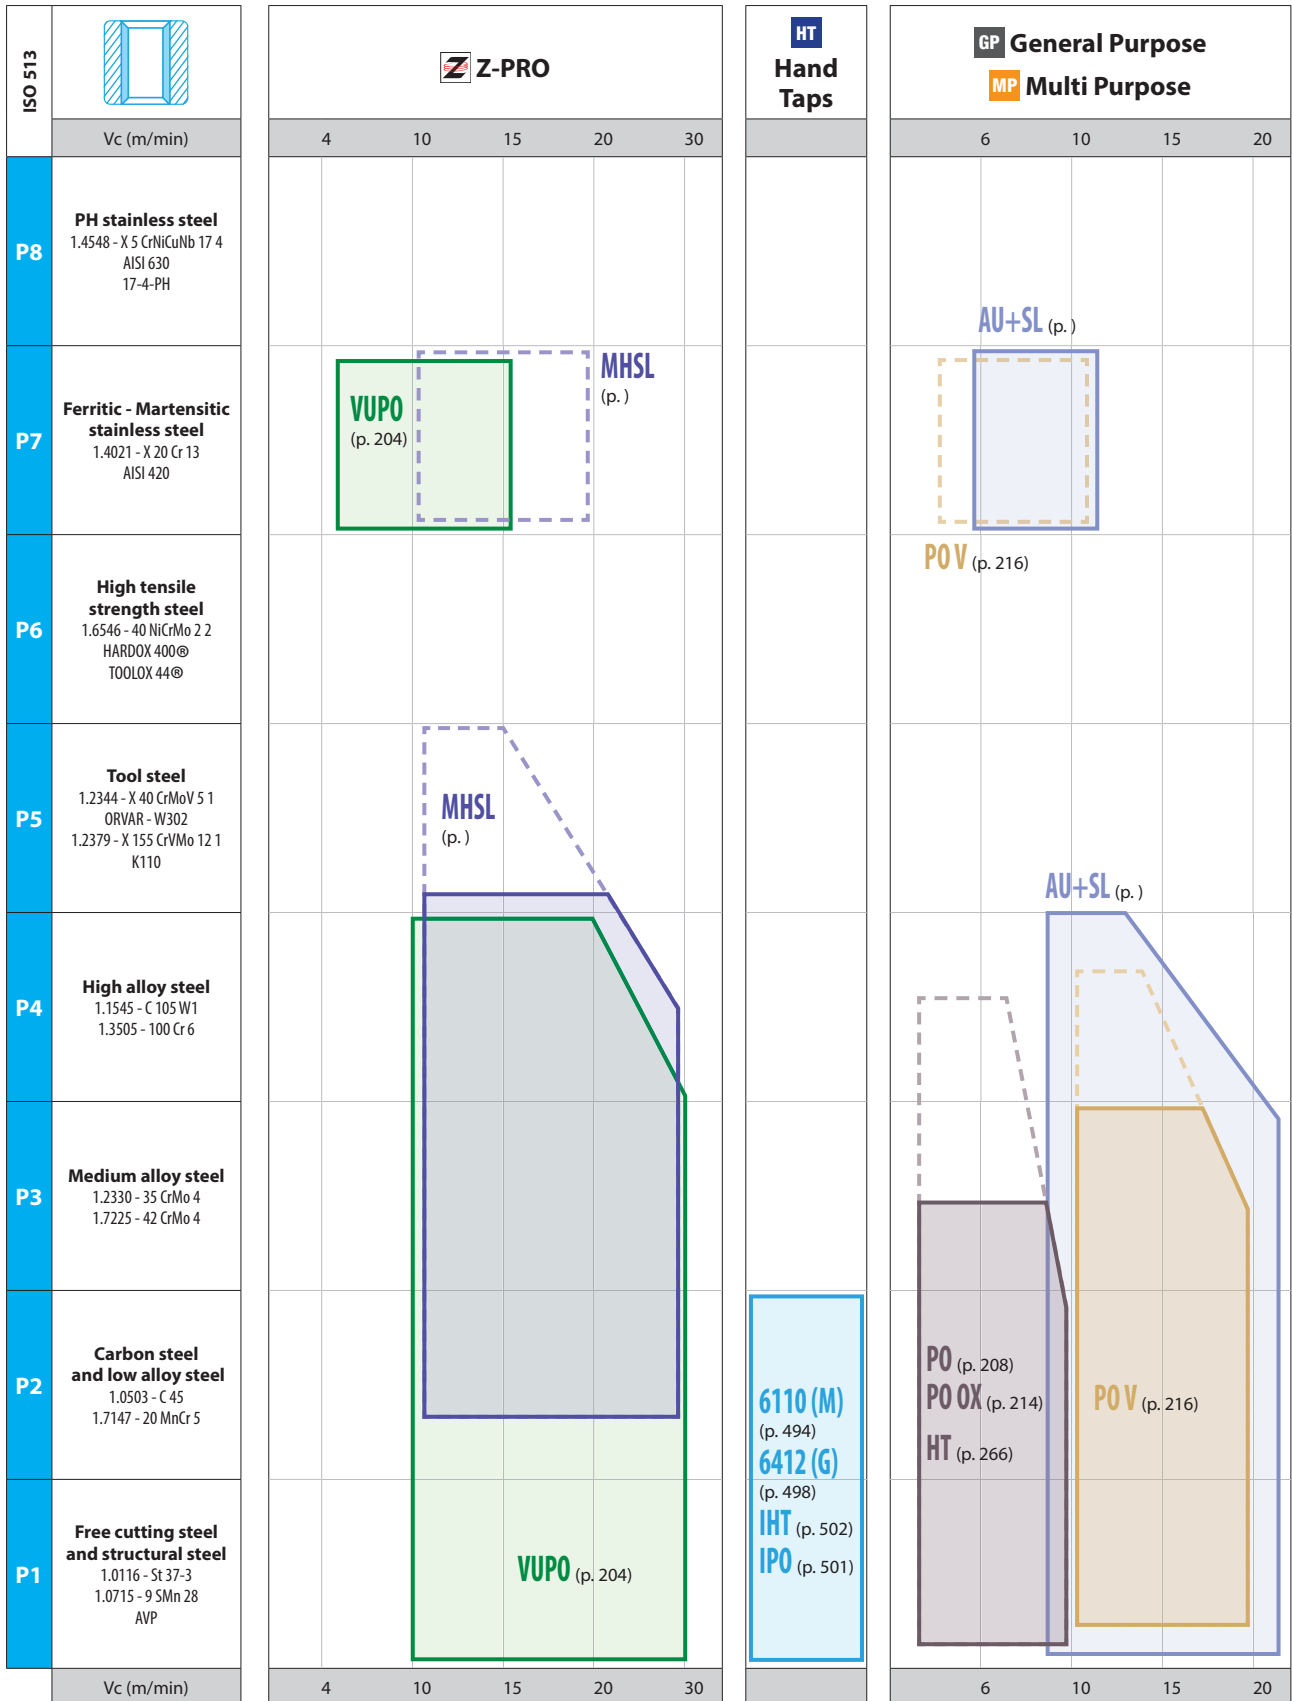 ISO 513
Z Z-PRO
HT
Hand
Taps
GP General Purpose
MP Multi Purpose
Vc (m/min)
4 10 15 20 30
6 10 15 20
P8
PH stainless steel
1.4548 - X 5 CrNiCuNb 17 4
AISI 630
17-4-PH
AU+SL (p. )
P7
Ferritic - Martensitic
stainless steel
1.4021 - X 20 Cr 13
AISI 420
VUPO
(p. 204)
MHSL
(p. )
PO V (p. 216)
P6
High tensile
strength steel
1.6546 - 40 NiCrMo 2 2
HARDOX 400®
TOOLOX 44®
P5
Tool steel
1.2344 - X 40 CrMoV 5 1
ORVAR - W302
1.2379 - X 155 CrVMo 12 1
K110
MHSL
(p. )
AU+SL (p. )
P4
High alloy steel
1.1545 - C 105 W1
1.3505 - 100 Cr 6
P3
Medium alloy steel
1.2330 - 35 CrMo 4
1.7225 - 42 CrMo 4
P2
Carbon steel
and low alloy steel
1.0503 - C 45
1.7147 - 20 MnCr 5
6110 (M)
(p. 494)
6412 (G)
(p. 498)
IHT (p. 502)
IPO (p. 501)
PO (p. 208)
PO OX (p. 214)
HT (p. 266)
PO V (p. 216)
P1
Free cutting steel
and structural steel
1.0116 - St 37-3
1.0715 - 9 SMn 28
AVP
VUPO (p. 204)
Vc (m/min)
4 10 15 20 30
6 10 15 20